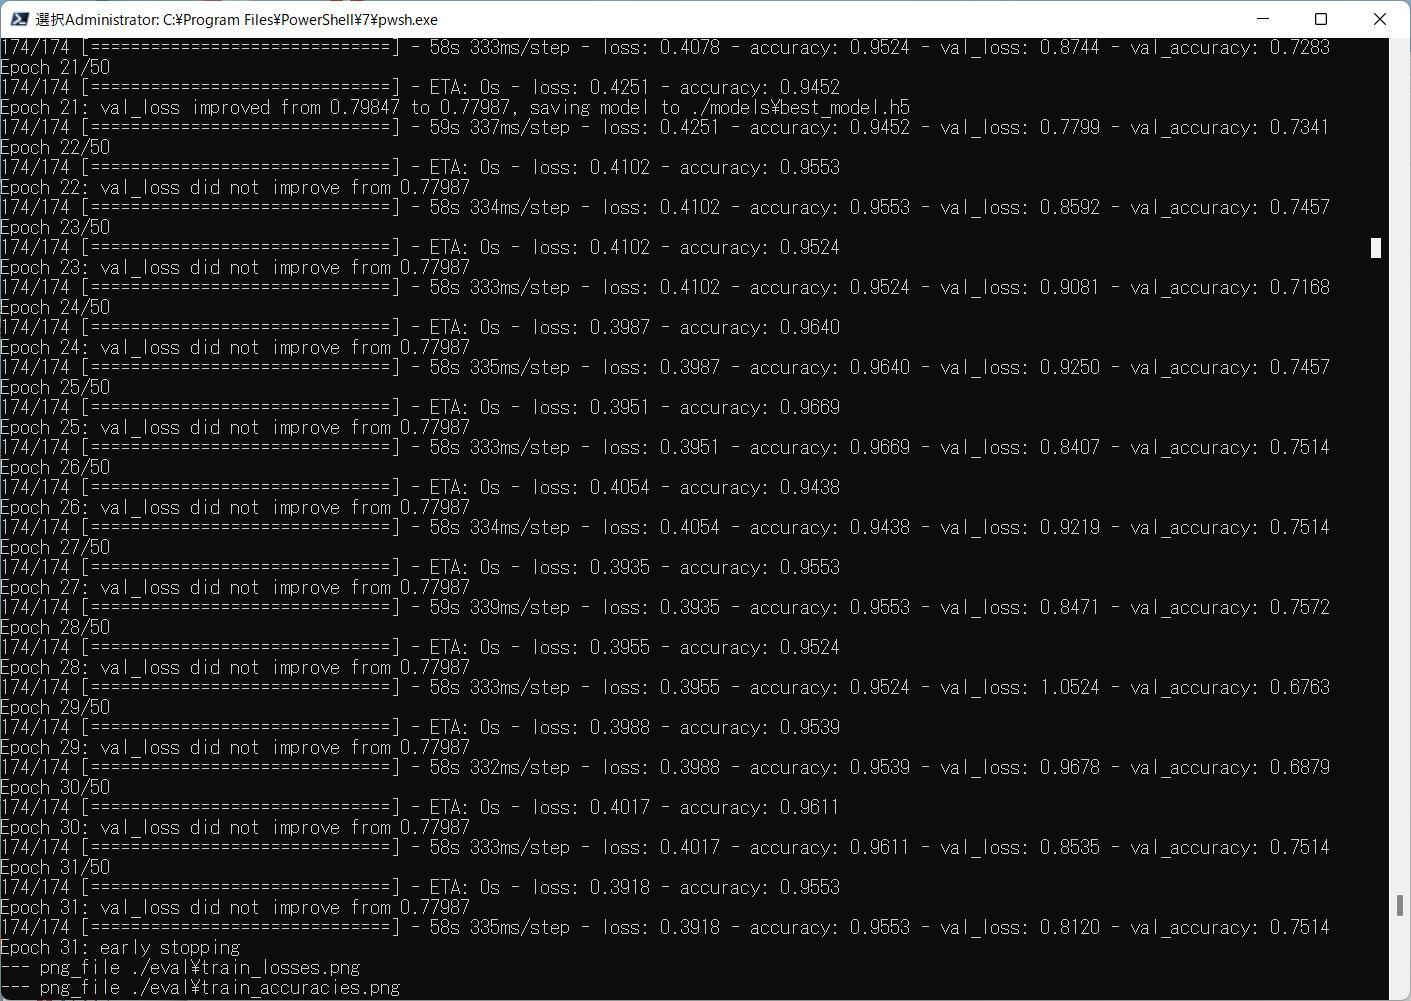 選択Administrator: C:¥Program Files¥PowerShell¥7¥pwsh.exe
174/174 [==============================] - 58s 333ms/step - loss: 0.4078 - accuracy: 0.9524 - val_loss: 0.8744 - val_accuracy: 0.7283
Epoch 21/50
174/174 [==============================] - ETA: 0s - loss: 0.4251 - accuracy: 0.9452
Epoch 21: val_loss improved from 0.79847 to 0.77987, saving model to ./models¥best_model.h5
174/174 [==============================] - 59s 337ms/step - loss: 0.4251 - accuracy: 0.9452 - val_loss: 0.7799 - val_accuracy: 0.7341
Epoch 22/50
174/174 [==============================] - ETA: 0s - loss: 0.4102 - accuracy: 0.9553
Epoch 22: val_loss did not improve from 0.77987
174/174 [==============================] - 58s 334ms/step - loss: 0.4102 - accuracy: 0.9553 - val_loss: 0.8592 - val_accuracy: 0.7457
Epoch 23/50
174/174 [==============================] - ETA: 0s - loss: 0.4102 - accuracy: 0.9524
Epoch 23: val_loss did not improve from 0.77987
174/174 [==============================] - 58s 333ms/step - loss: 0.4102 - accuracy: 0.9524 - val_loss: 0.9081 - val_accuracy: 0.7168
Epoch 24/50
174/174 [==============================] - ETA: 0s - loss: 0.3987 - accuracy: 0.9640
Epoch 24: val_loss did not improve from 0.77987
174/174 [==============================] - 58s 335ms/step - loss: 0.3987 - accuracy: 0.9640 - val_loss: 0.9250 - val_accuracy: 0.7457
Epoch 25/50
174/174 [==============================] - ETA: 0s - loss: 0.3951 - accuracy: 0.9669
Epoch 25: val_loss did not improve from 0.77987
174/174 [==============================] - 58s 333ms/step - loss: 0.3951 - accuracy: 0.9669 - val_loss: 0.8407 - val_accuracy: 0.7514
Epoch 26/50
174/174 [==============================] - ETA: 0s - loss: 0.4054 - accuracy: 0.9438
Epoch 26: val_loss did not improve from 0.77987
174/174 [==============================] - 58s 334ms/step - loss: 0.4054 - accuracy: 0.9438 - val_loss: 0.9219 - val_accuracy: 0.7514
Epoch 27/50
174/174 [==============================] - ETA: 0s - loss: 0.3935 - accuracy: 0.9553
Epoch 27: val_loss did not improve from 0.77987
174/174 [==============================] - 59s 339ms/step - loss: 0.3935 - accuracy: 0.9553 - val_loss: 0.8471 - val_accuracy: 0.7572
Epoch 28/50
174/174 [==============================] - ETA: 0s - loss: 0.3955 - accuracy: 0.9524
Epoch 28: val_loss did not improve from 0.77987
174/174 [==============================] - 58s 333ms/step - loss: 0.3955 - accuracy: 0.9524 - val_loss: 1.0524 - val_accuracy: 0.6763
Epoch 29/50
174/174 [==============================] - ETA: 0s - loss: 0.3988 - accuracy: 0.9539
Epoch 29: val_loss did not improve from 0.77987
174/174 [==============================] - 58s 332ms/step - loss: 0.3988 - accuracy: 0.9539 - val_loss: 0.9678 - val_accuracy: 0.6879
Epoch 30/50
174/174 [==============================] - ETA: 0s - loss: 0.4017 - accuracy: 0.9611
Epoch 30: val_loss did not improve from 0.77987
174/174 [==============================] - 58s 333ms/step - loss: 0.4017 - accuracy: 0.9611 - val_loss: 0.8535 - val_accuracy: 0.7514
Epoch 31/50
174/174 [==============================] - ETA: 0s - loss: 0.3918 - accuracy: 0.9553
Epoch 31: val_loss did not improve from 0.77987
174/174 [==============================] - 58s 335ms/step - loss: 0.3918 - accuracy: 0.9553 - val_loss: 0.8120 - val_accuracy: 0.7514
Epoch 31: early stopping
--- png_file ./eval¥train_losses.png
--- png_file ./eval¥train_accuracies.png